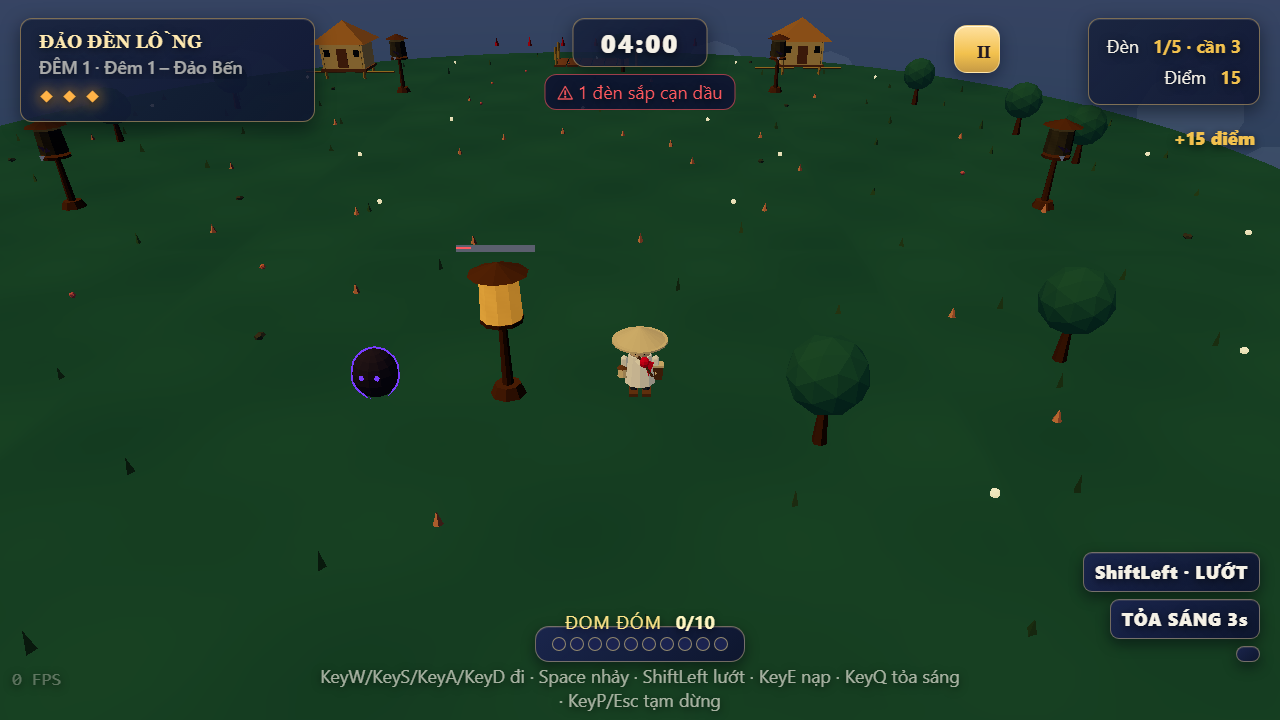 ĐẢO ĐÈN LỒNG
ĐÊM 1 · Đêm 1 – Đảo Bến
04:00
⚠ 1 đèn sắp cạn dầu
II
Đèn 1/5 · cần 3
Điểm 15
+15 điểm
ShiftLeft · LƯỚT
TỎA SÁNG 3s
ĐOM ĐÓM 0/10
0 FPS
KeyW/KeyS/KeyA/KeyD đi · Space nhảy · ShiftLeft lướt · KeyE nạp · KeyQ tỏa sáng
· KeyP/Esc tạm dừng